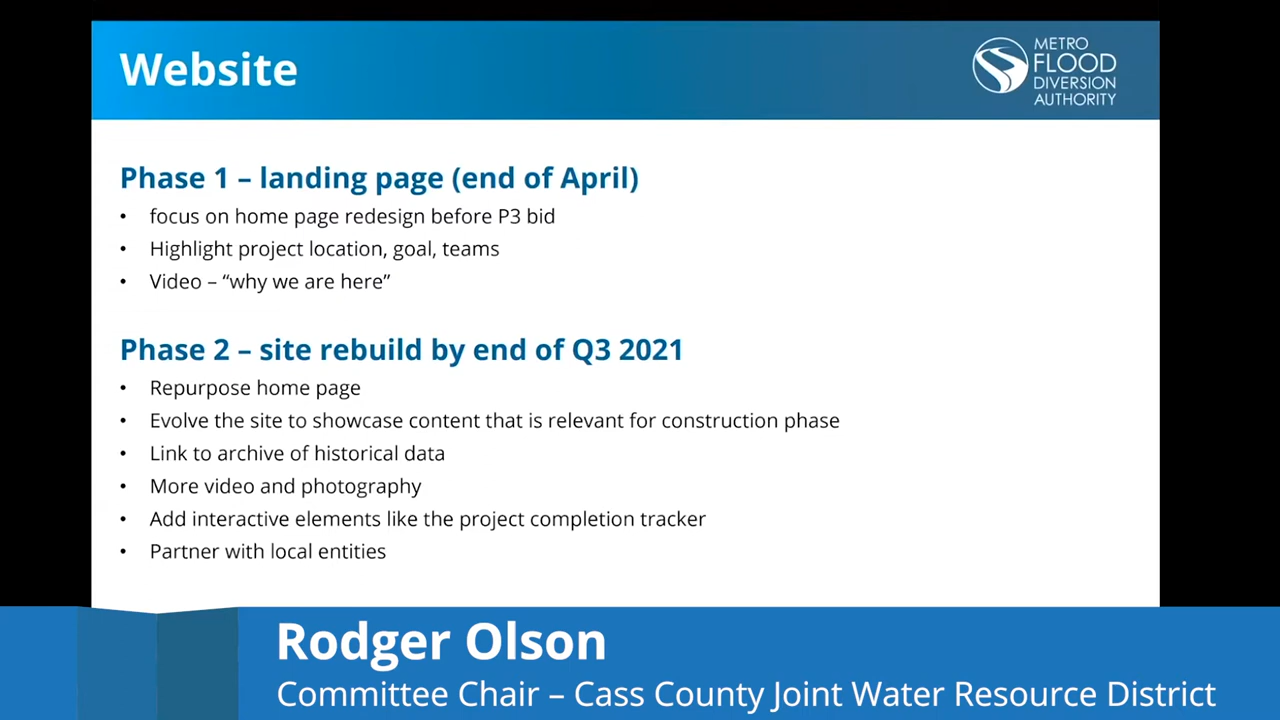 Website
METRO
FLOOD
DIVERSION
AUTHORITY
Phase 1 – landing page (end of April)
• focus on home page redesign before P3 bid
• Highlight project location, goal, teams
• Video – “why we are here”
Phase 2 – site rebuild by end of Q3 2021
• Repurpose home page
• Evolve the site to showcase content that is relevant for construction phase
• Link to archive of historical data
• More video and photography
• Add interactive elements like the project completion tracker
• Partner with local entities
Rodger Olson
Committee Chair – Cass County Joint Water Resource District